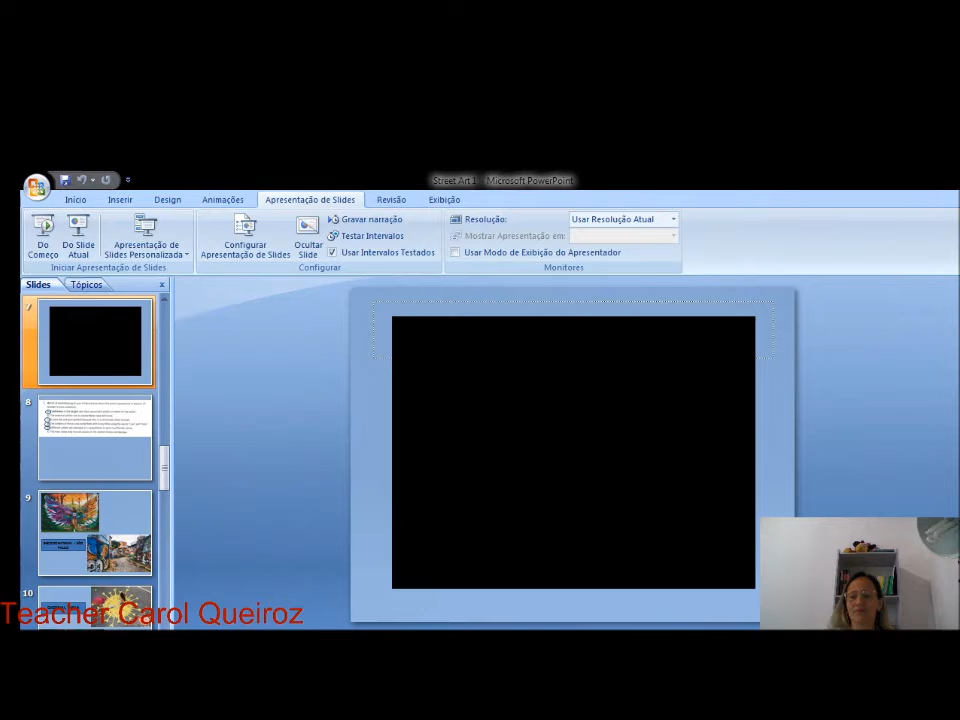 Street Art 1 - Microsoft PowerPoint
Início Inserir Design Animações Apresentação de Slides Revisão Exibição
Do Começo
Do Slide Atual
Apresentação de Slides Personalizada
Iniciar Apresentação de Slides
Configurar Apresentação de Slides
Ocultar Slide
Gravar narração
Testar Intervalos
Usar Intervalos Testados
Configurar
Resolução: Usar Resolução Atual
Mostrar Apresentação em:
Usar Modo de Exibição do Apresentador
Monitores
Slides Tópicos x
7
8
9
10
Teacher Carol Queiroz